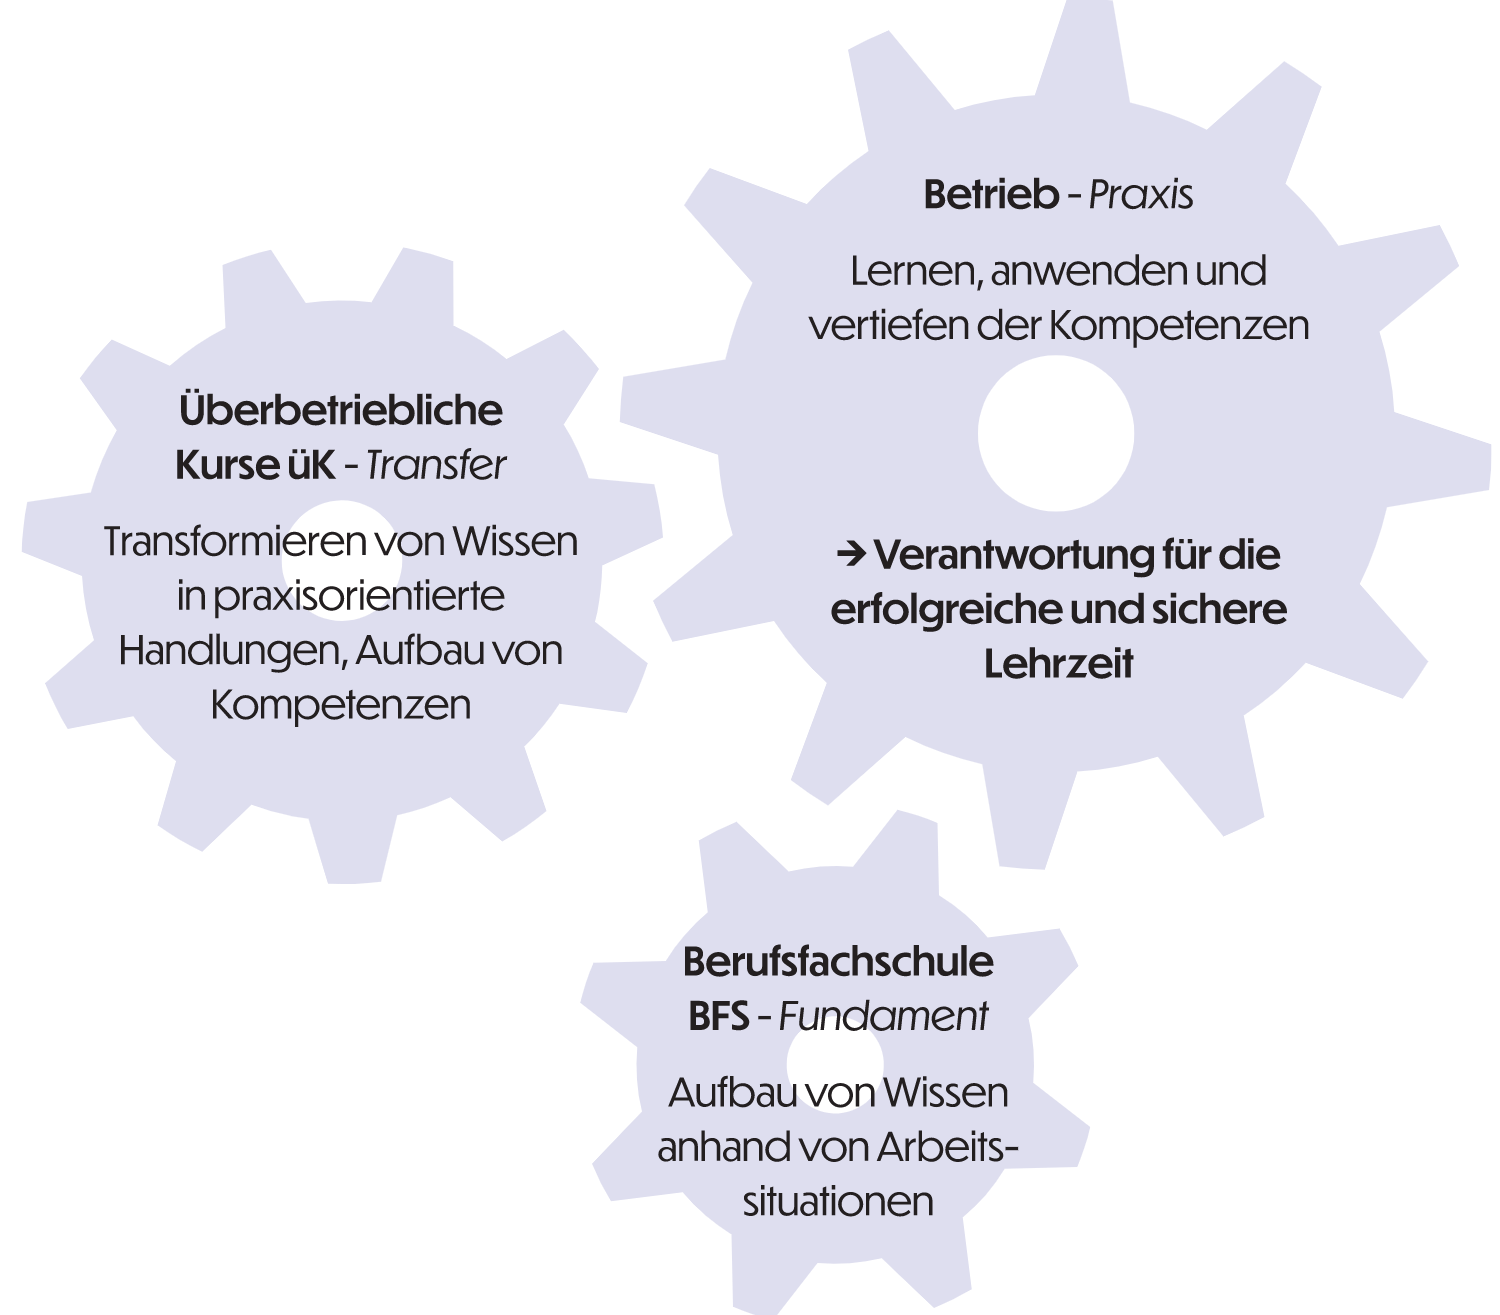 Betrieb - Praxis
Lernen, anwenden und
vertiefen der Kompetenzen
➔ Verantwortung für die
erfolgreiche und sichere
Lehrzeit
Überbetriebliche
Kurse üK - Transfer
Transformieren von Wissen
in praxisorientierte
Handlungen, Aufbau von
Kompetenzen
Berufsfachschule
BFS - Fundament
Aufbau von Wissen
anhand von Arbeits-
situationen